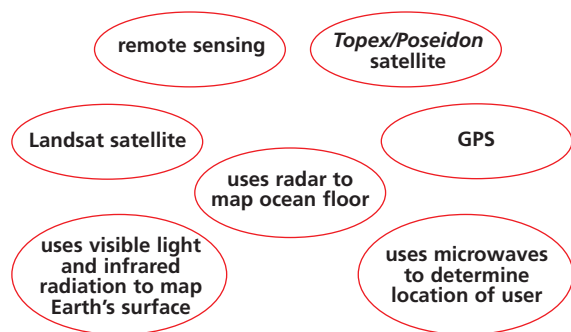 remote sensing
Topex/Poseidon
satellite
Landsat satellite
GPS
uses radar to
map ocean floor
uses visible light
and infrared
radiation to map
Earth's surface
uses microwaves
to determine
location of user